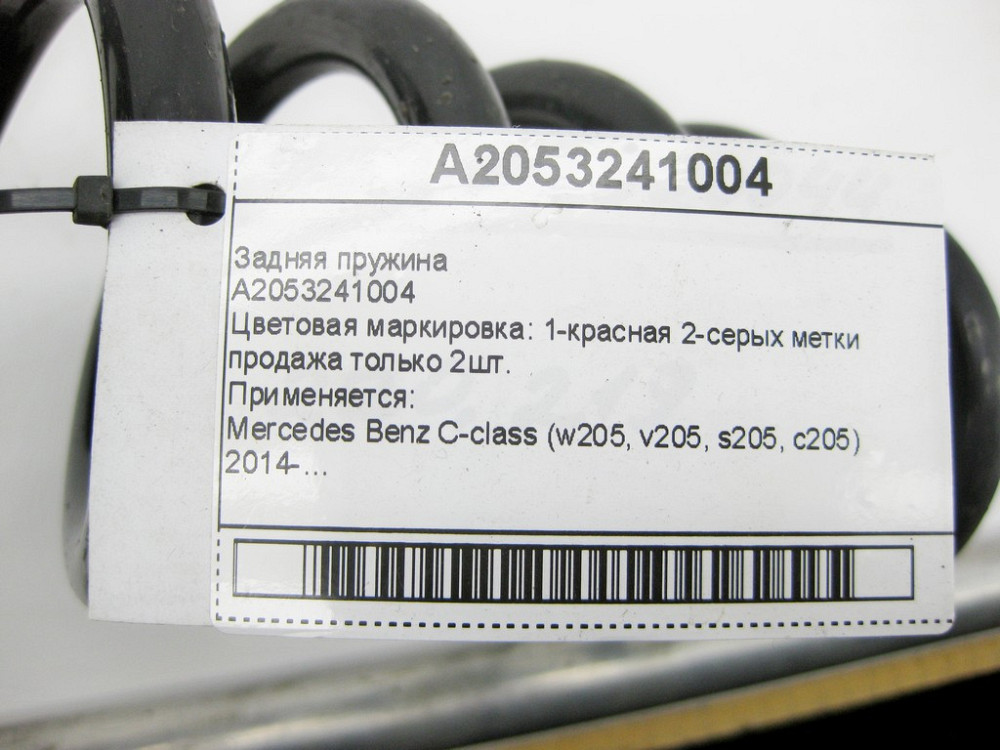 A2053241004
Задняя пружина
A2053241004
Цветовая маркировка: 1-красная 2-серых метки
продажа только 2шт.
Применяется:
Mercedes Benz C-class (w205, v205, s205, c205)
2014-...